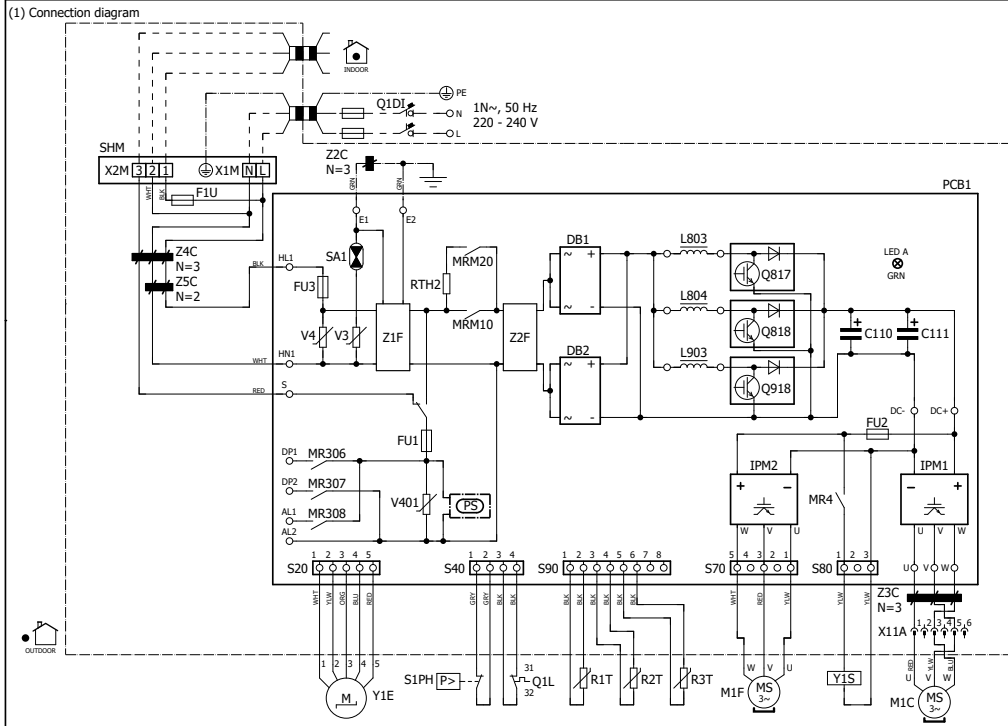 (1) Connection diagram
INDOOR
PE
Q1DI
N
1N~, 50 Hz
L
220 - 240 V
SHM
X2M 3 2 1 X1M N L
Z2C
N=3
WHT
BLK
F1U
GRN
GRN
PCB1
E1
E2
Z4C
N=3
Z5C
N=2
BLK
HL1
FU3
SA1
RTH2
MRM20
MRM10
DB1
~ +
~ -
L803
Q817
LED A
GRN
V4
V3
Z1F
Z2F
L804
Q818
+ C110
+ C111
WHT
HN1
DB2
~ +
~ -
L903
Q918
RED
S
FU1
DC-
DC+
FU2
DP1 MR306
DP2 MR307
AL1 MR308
AL2
V401
PS
IPM2
+ -
W V U
MR4
IPM1
- +
U V W
S20 1 2 3 4 5
S40 1 2 3 4
S90 1 2 3 4 5 6 7 8
S70 5 4 3 2 1
S80 1 2 3
U V W
WHT YLW ORG BLU RED
GRY GRY BLK BLK
BLK BLK BLK BLK BLK BLK
WHT RED YLW
YLW YLW
Z3C
N=3
X11A 1 2 3 4 5 6
OUTDOOR
1 2 3 4 5
M
Y1E
S1PH P>
31
Q1L
32
R1T
R2T
R3T
W V U
M1F
MS
3~
Y1S
RED YLW BLU
U V W
M1C
MS
3~